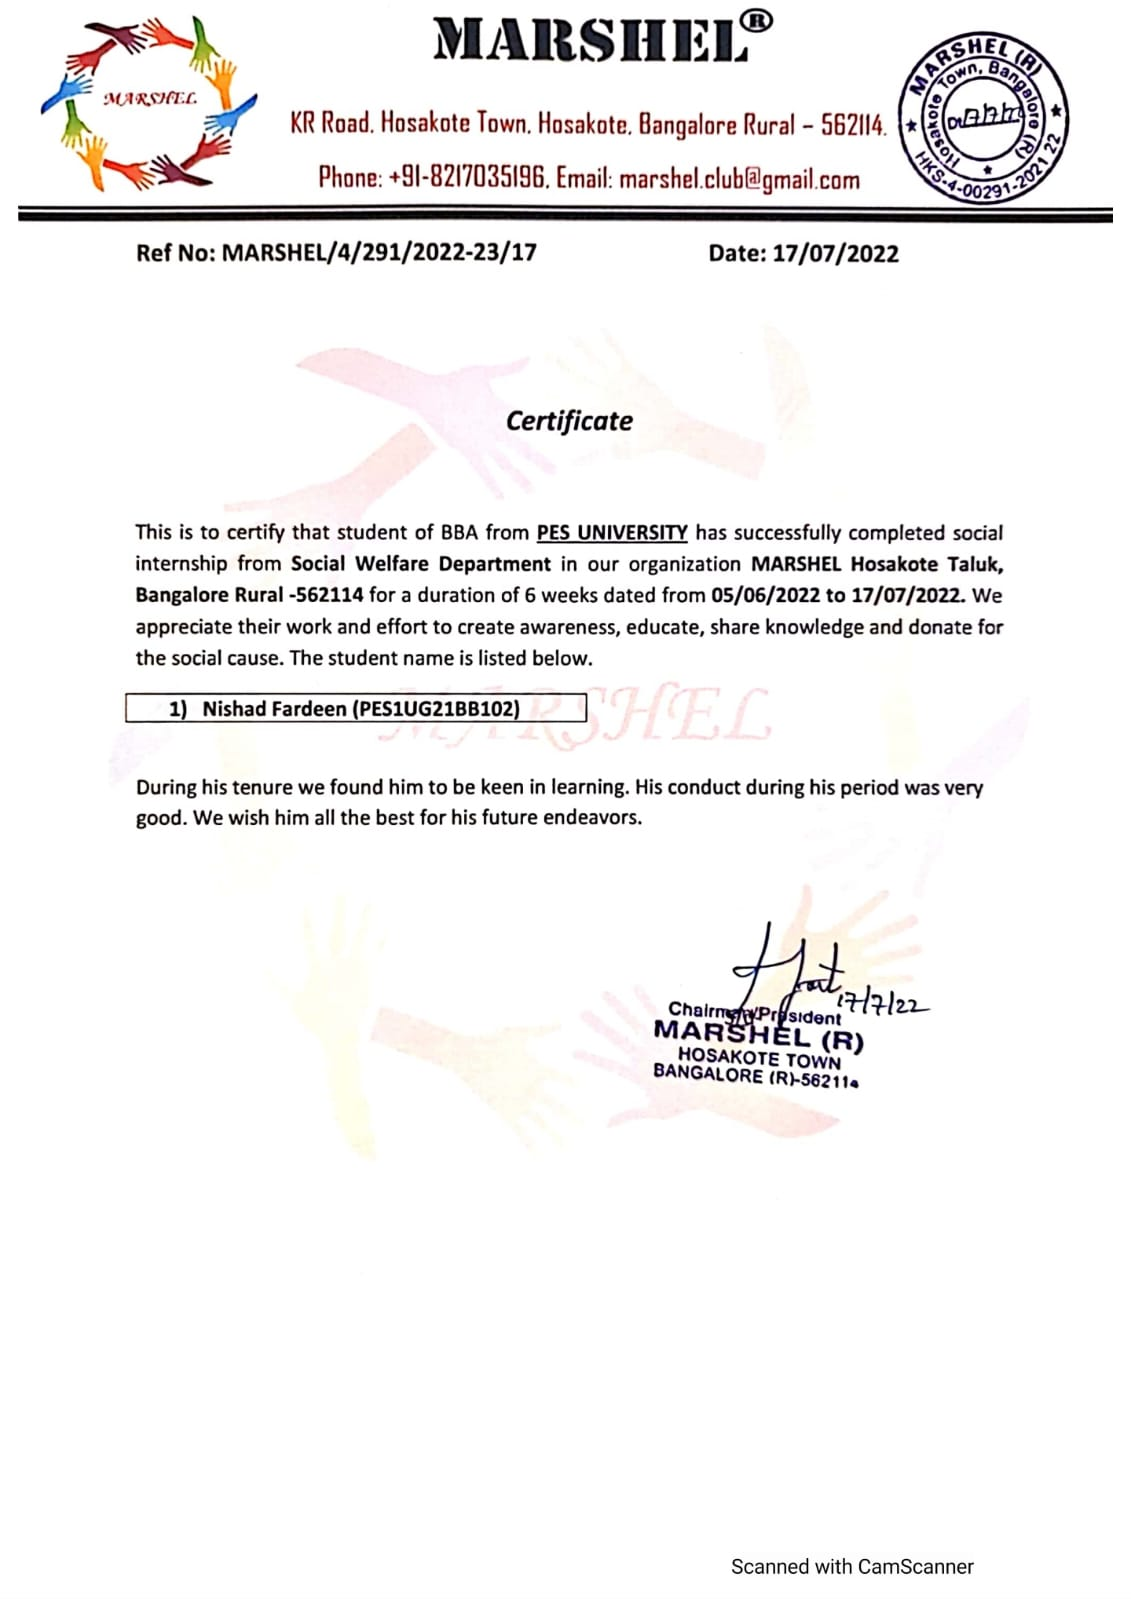 MARSHEL®
MARSHEL
KR Road, Hosakote Town, Hosakote, Bangalore Rural – 562114.
Phone: +91-8217035196, Email: marshel.club@gmail.com
MARSHEL (R)
Hosakote Town, Bangalore (R)
HKS-4-00291-2021 22
Ref No: MARSHEL/4/291/2022-23/17 Date: 17/07/2022
Certificate
This is to certify that student of BBA from PES UNIVERSITY has successfully completed social
internship from Social Welfare Department in our organization MARSHEL Hosakote Taluk,
Bangalore Rural -562114 for a duration of 6 weeks dated from 05/06/2022 to 17/07/2022. We
appreciate their work and effort to create awareness, educate, share knowledge and donate for
the social cause. The student name is listed below.
1) Nishad Fardeen (PES1UG21BB102)
MARSHEL
During his tenure we found him to be keen in learning. His conduct during his period was very
good. We wish him all the best for his future endeavors.
17/7/22
Chairman/President
MARSHEL (R)
HOSAKOTE TOWN
BANGALORE (R)-562114
Scanned with CamScanner